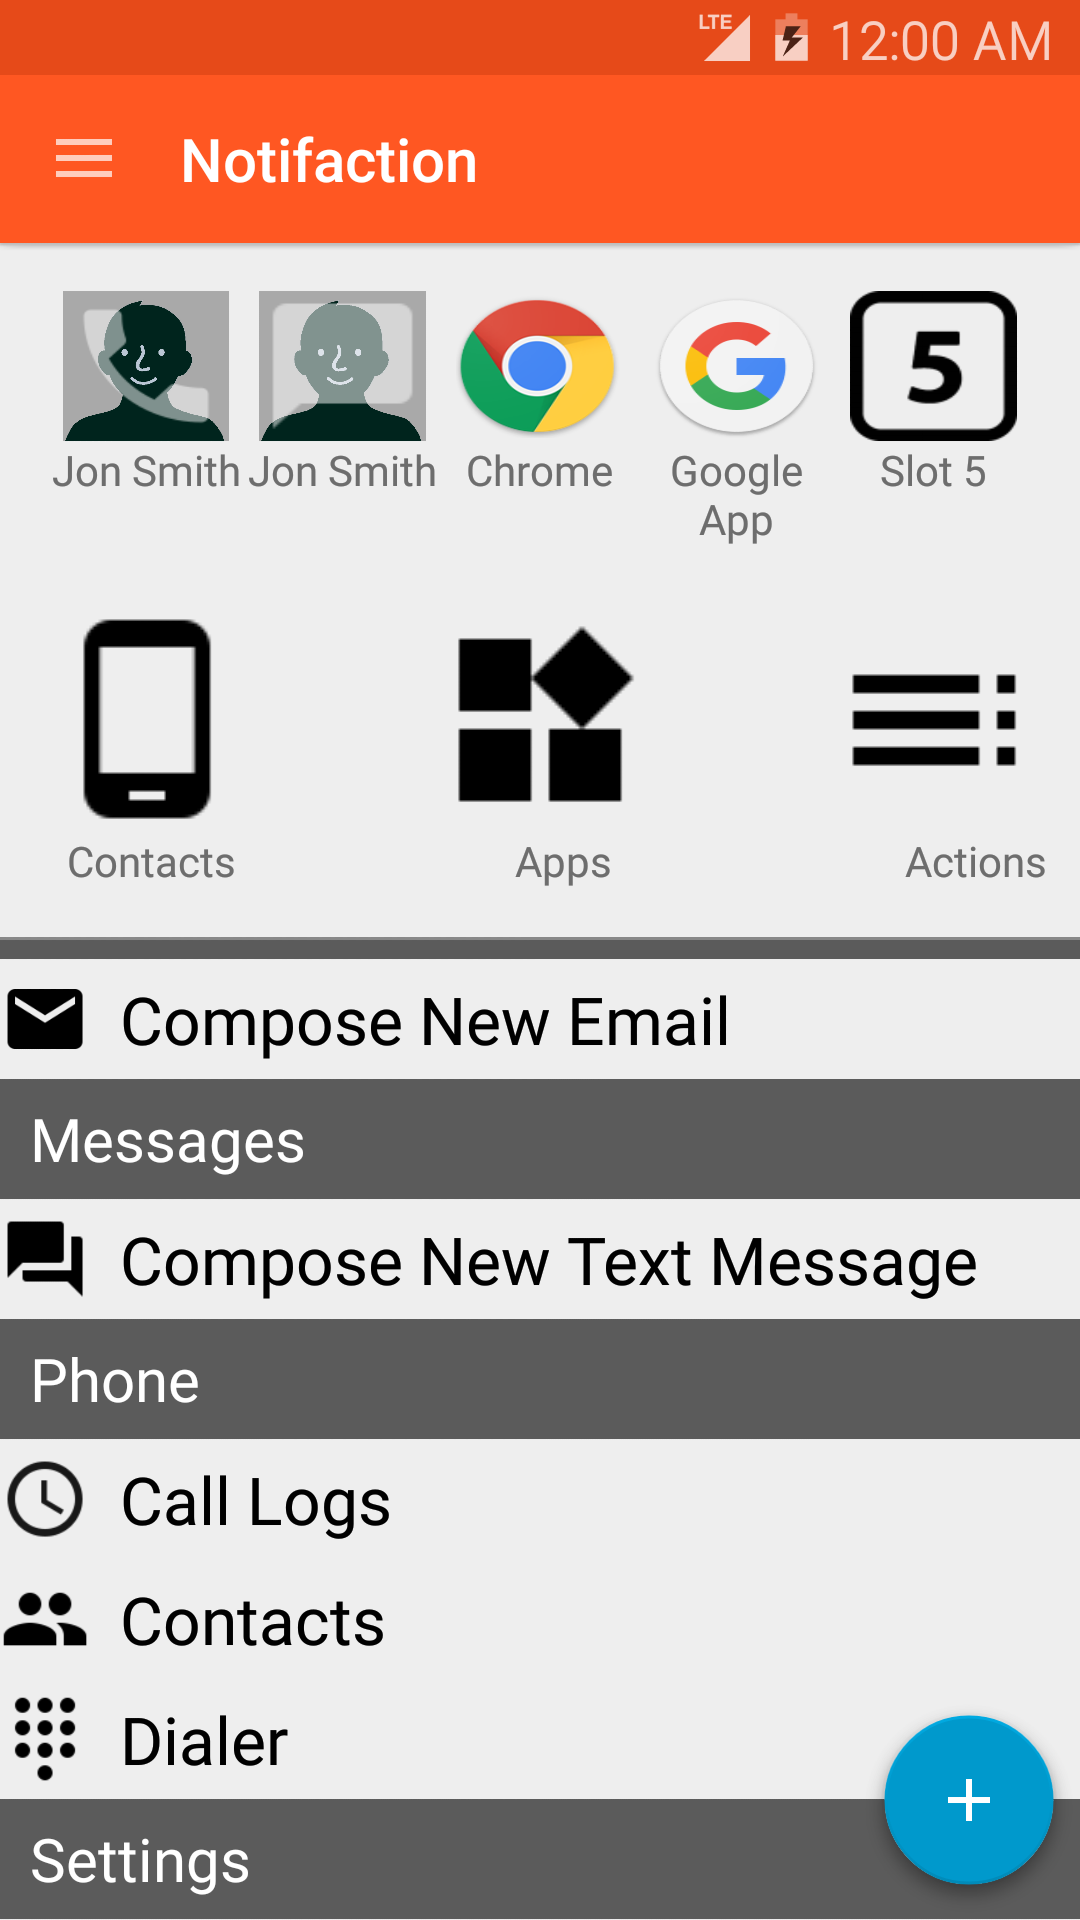 LTE 12:00 AM
Notifaction
5
Jon Smith Jon Smith Chrome Google App Slot 5
Contacts Apps Actions
Compose New Email
Messages
Compose New Text Message
Phone
Call Logs
Contacts
Dialer
Settings